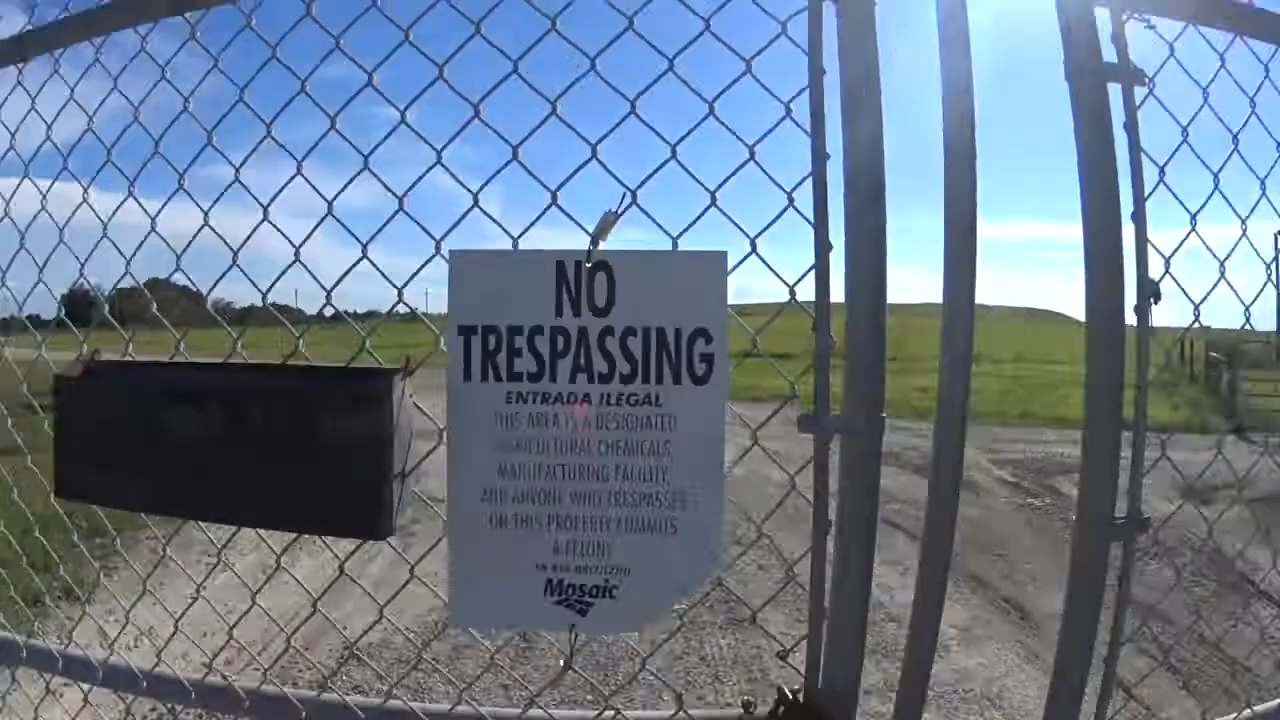 NO
TRESPASSING
ENTRADA ILEGAL
THIS AREA IS A DESIGNATED
AGRICULTURAL CHEMICALS
MANUFACTURING FACILITY,
AND ANYONE WHO TRESPASSES
ON THIS PROPERTY COMMITS
A FELONY
Mosaic